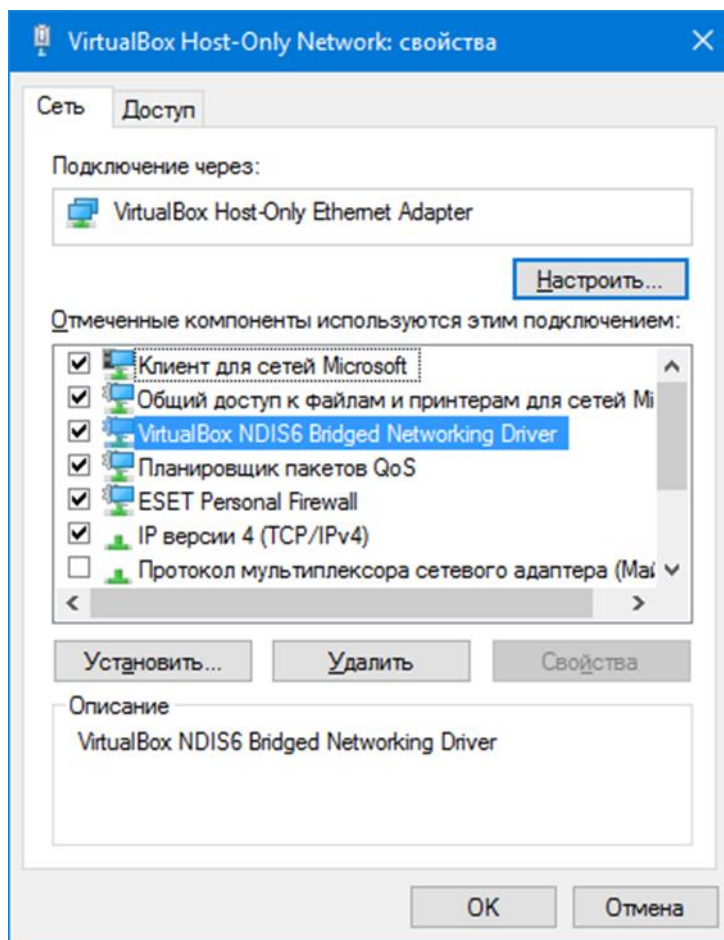 VirtualBox Host-Only Network: свойства
Сеть
Доступ
Подключение через:
VirtualBox Host-Only Ethernet Adapter
Настроить...
Отмеченные компоненты используются этим подключением:
Клиент для сетей Microsoft
Общий доступ к файлам и принтерам для сетей Mi
VirtualBox NDIS6 Bridged Networking Driver
Планировщик пакетов QoS
ESET Personal Firewall
IP версии 4 (TCP/IPv4)
Протокол мультиплексора сетевого адаптера (Май
Установить...
Удалить
Свойства
Описание
VirtualBox NDIS6 Bridged Networking Driver
OK
Отмена